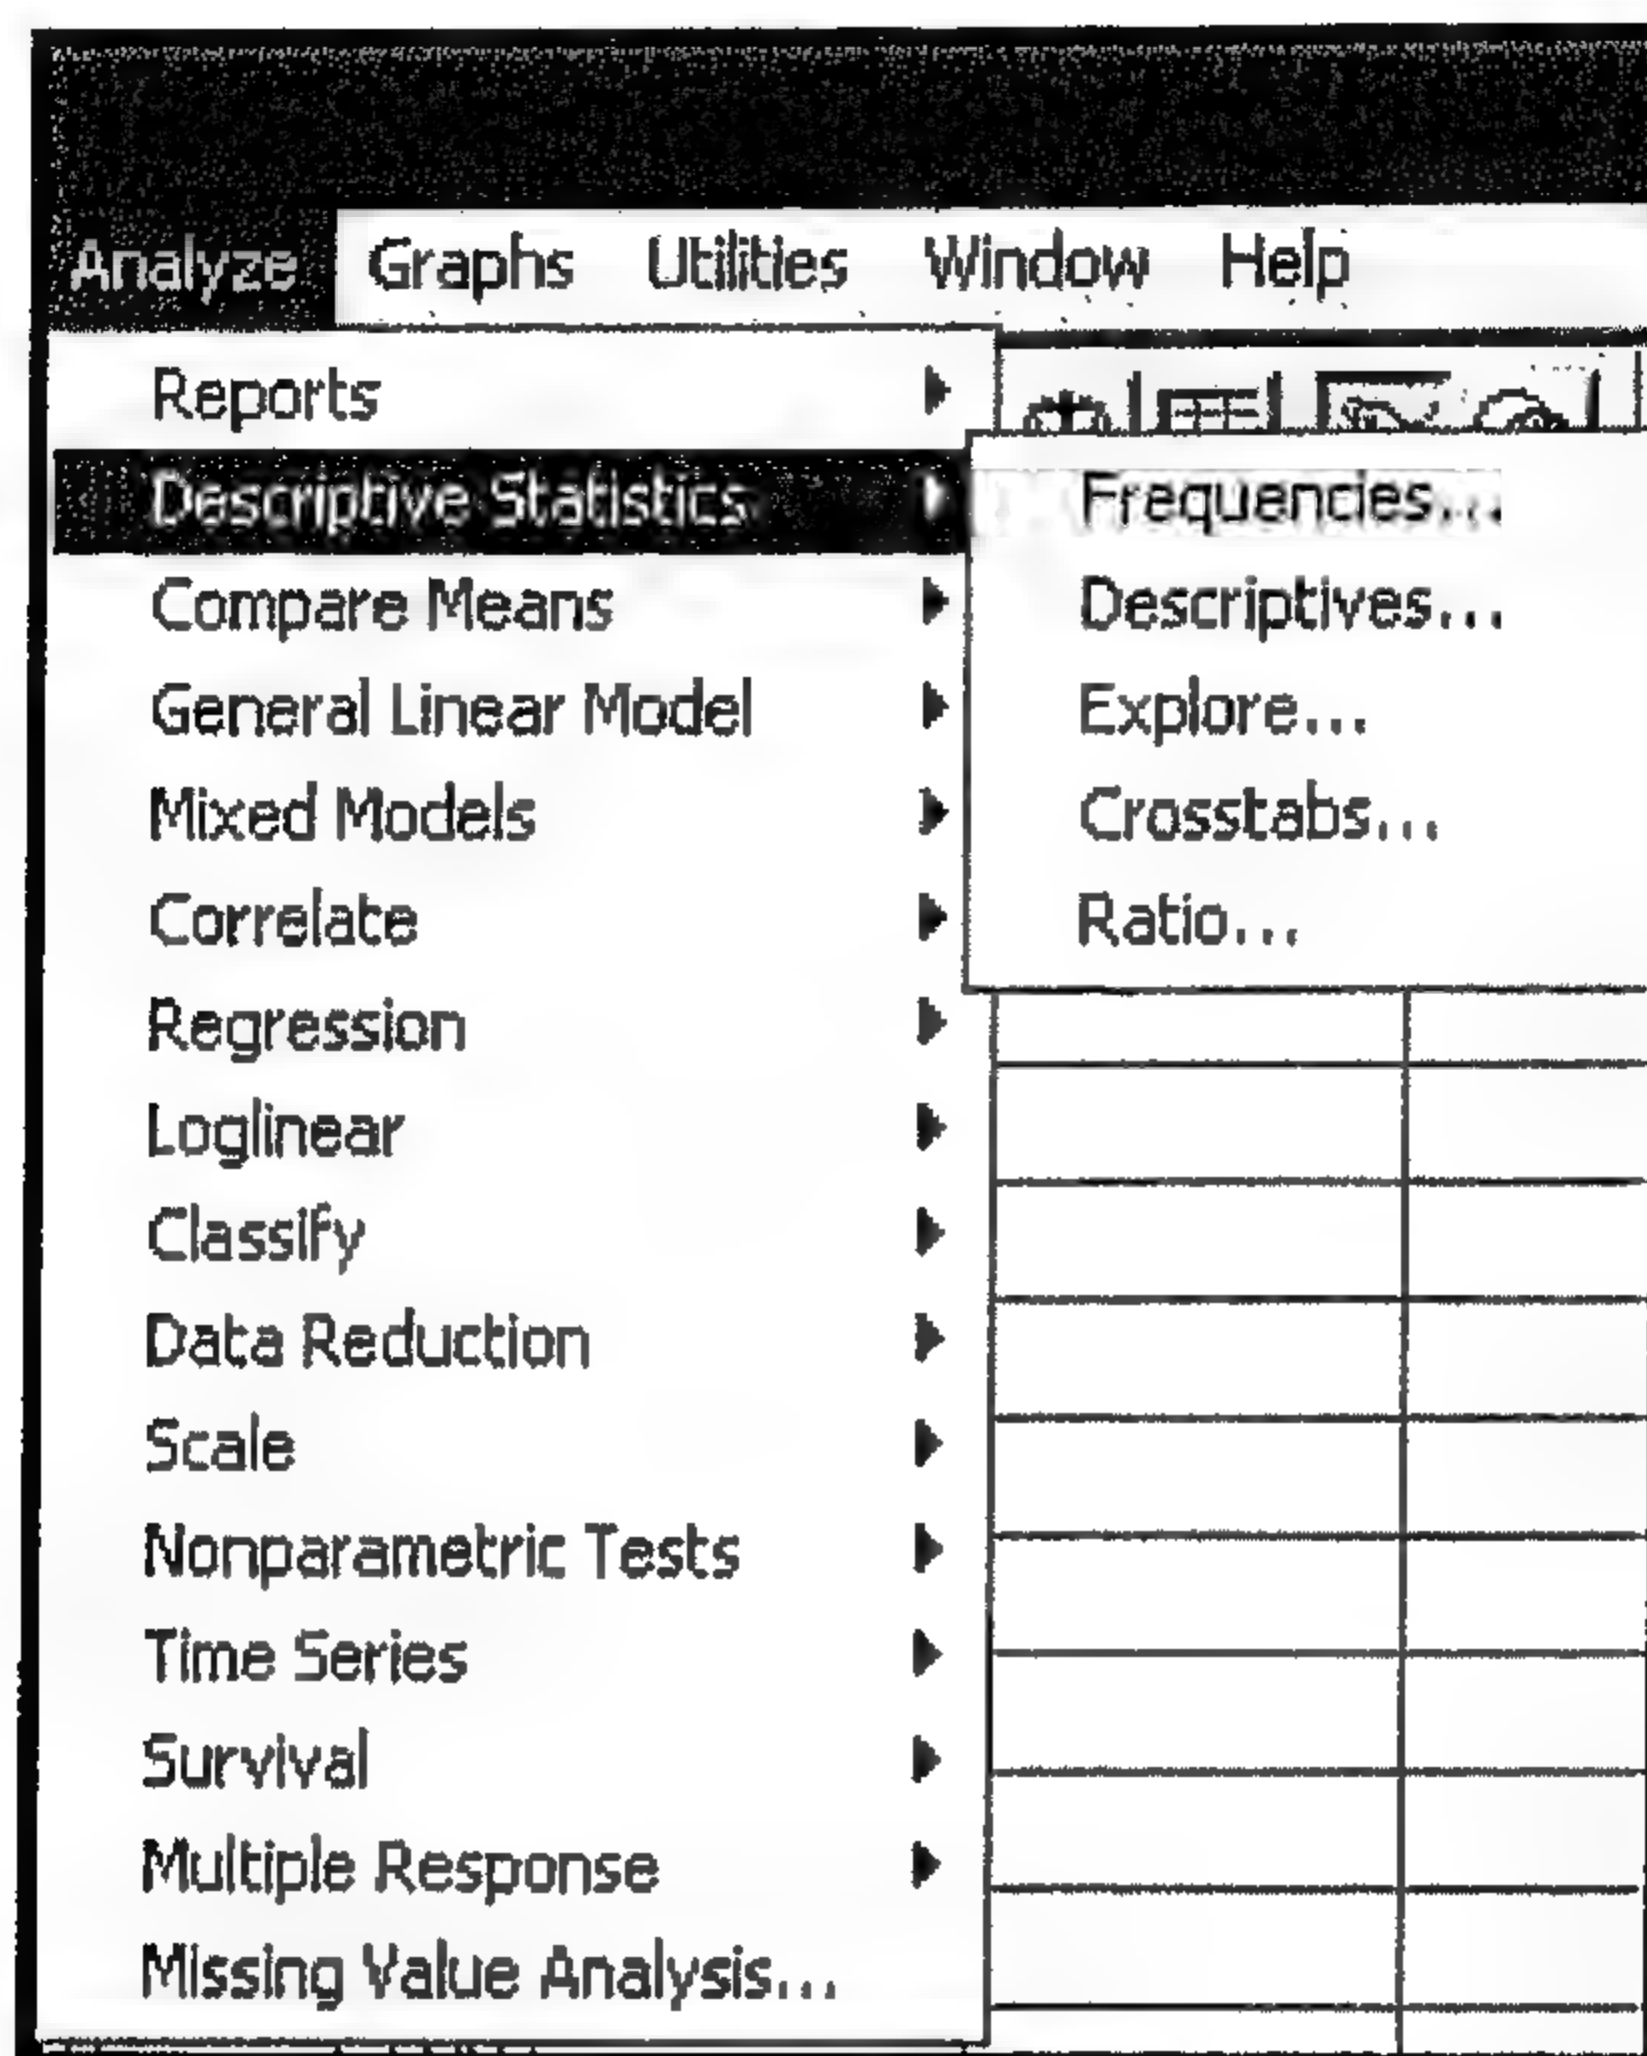 Analyze Graphs Utilities Window Help
Reports
Descriptive Statistics
Compare Means
General Linear Model
Mixed Models
Correlate
Regression
Loglinear
Classify
Data Reduction
Scale
Nonparametric Tests
Time Series
Survival
Multiple Response
Missing Value Analysis...
Frequencies...
Descriptives...
Explore...
Crosstabs...
Ratio...